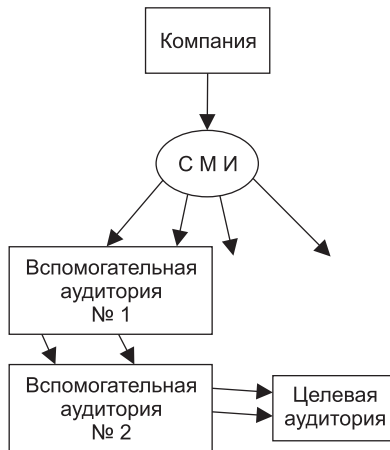 Компания
С М И
Вспомогательная
аудитория
№ 1
Вспомогательная
аудитория
№ 2
Целевая
аудитория